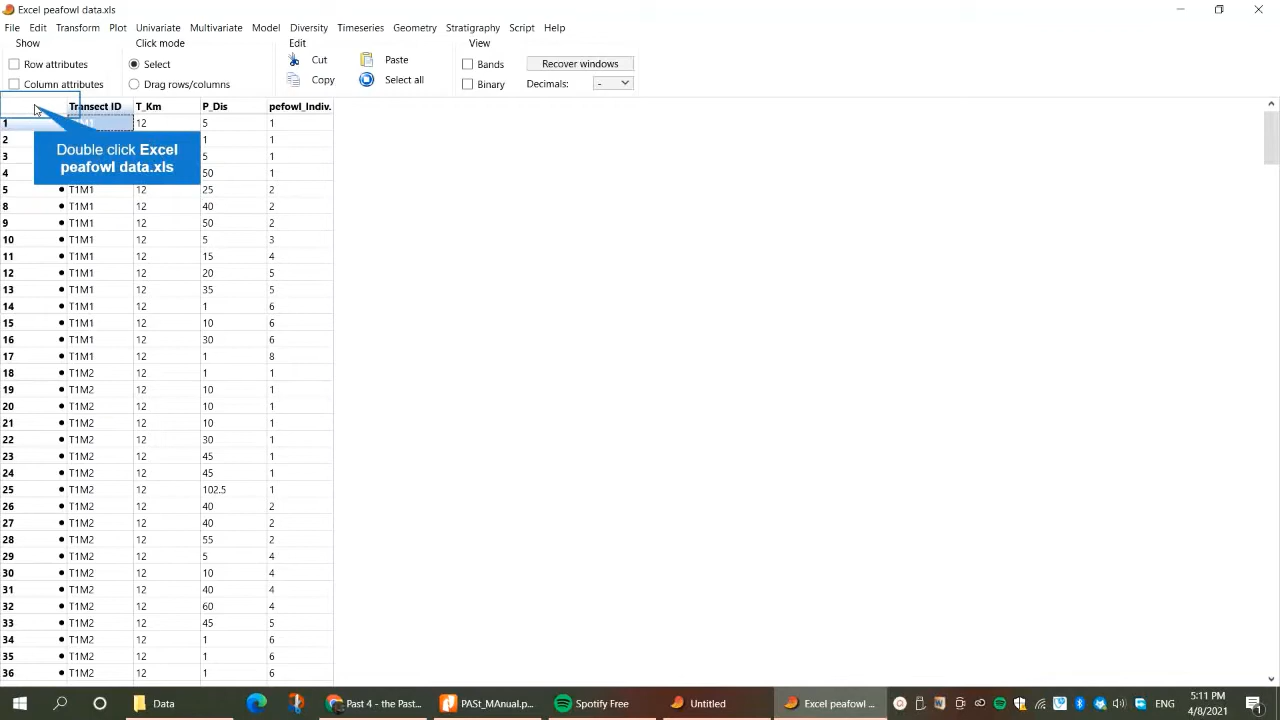 Excel peafowl data.xls
File Edit Transform Plot Univariate Multivariate Model Diversity Timeseries Geometry Stratigraphy Script Help
Show Click mode Edit View
Row attributes Select Cut Paste Bands Recover windows
Column attributes Drag rows/columns Copy Select all Binary Decimals: -
Transect ID T_Km P_Dis pefowl_Indiv.
1 12 5 1
2 1 1
3 5 1
4 50 1
Double click Excel
peafowl data.xls
5 • T1M1 12 25 2
8 • T1M1 12 40 2
9 • T1M1 12 50 2
10 • T1M1 12 5 3
11 • T1M1 12 15 4
12 • T1M1 12 20 5
13 • T1M1 12 35 5
14 • T1M1 12 1 6
15 • T1M1 12 10 6
16 • T1M1 12 30 6
17 • T1M1 12 1 8
18 • T1M2 12 1 1
19 • T1M2 12 10 1
20 • T1M2 12 10 1
21 • T1M2 12 10 1
22 • T1M2 12 30 1
23 • T1M2 12 45 1
24 • T1M2 12 45 1
25 • T1M2 12 102.5 1
26 • T1M2 12 40 2
27 • T1M2 12 40 2
28 • T1M2 12 55 2
29 • T1M2 12 5 4
30 • T1M2 12 10 4
31 • T1M2 12 40 4
32 • T1M2 12 60 4
33 • T1M2 12 45 5
34 • T1M2 12 1 6
35 • T1M2 12 1 6
36 • T1M2 12 1 6
Data Past 4 - the Past... PASt_MAnual.p... Spotify Free Untitled Excel peafowl ... ENG 5:11 PM
4/8/2021